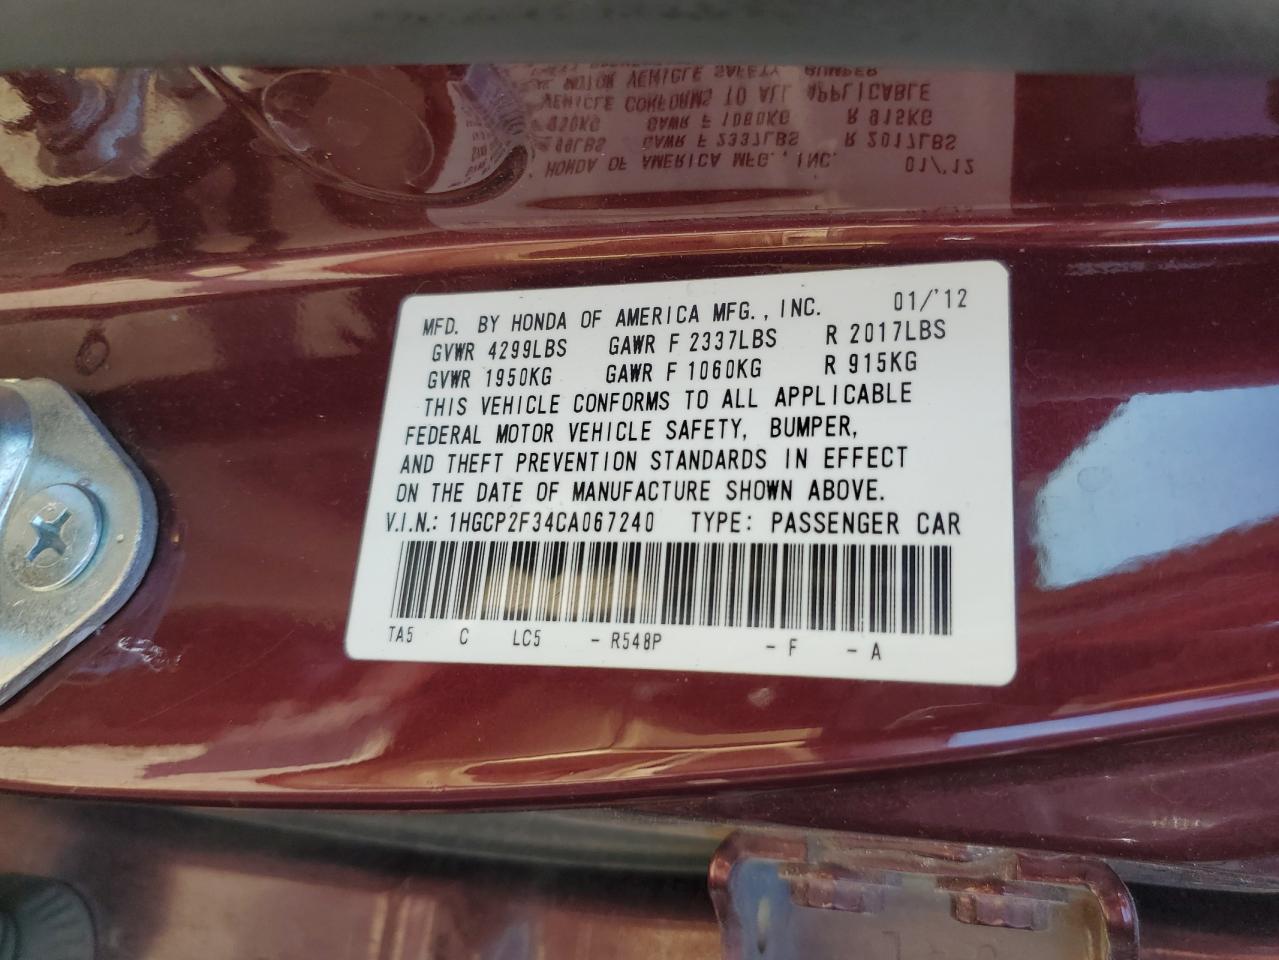 MFD. BY HONDA OF AMERICA MFG., INC. 01/'12
GVWR 4299LBS GAWR F 2337LBS R 2017LBS
GVWR 1950KG GAWR F 1060KG R 915KG
THIS VEHICLE CONFORMS TO ALL APPLICABLE
FEDERAL MOTOR VEHICLE SAFETY, BUMPER,
AND THEFT PREVENTION STANDARDS IN EFFECT
ON THE DATE OF MANUFACTURE SHOWN ABOVE.
V.I.N.: 1HGCP2F34CA067240 TYPE: PASSENGER CAR
TA5 C LC5 - R548P - F - A